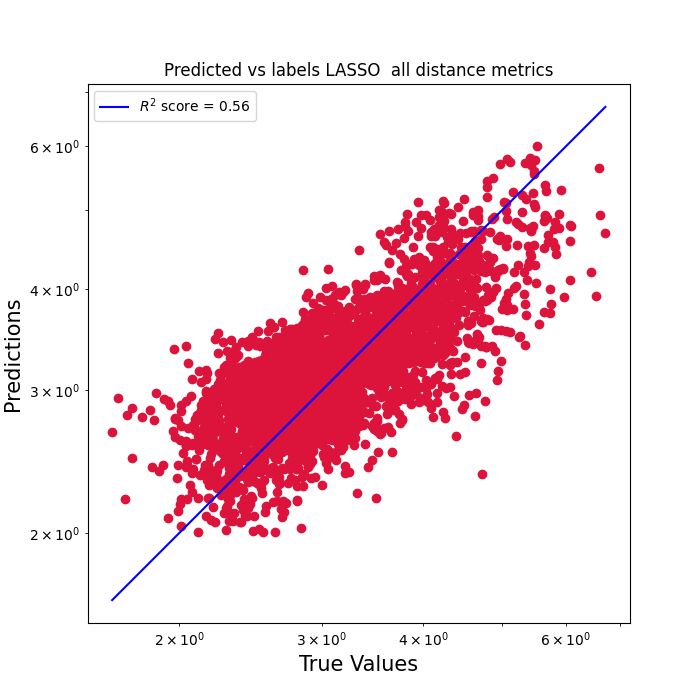 Predicted vs labels LASSO  all distance metrics
R² score = 0.56
6 × 10⁰
4 × 10⁰
3 × 10⁰
2 × 10⁰
Predictions
2 × 10⁰ 3 × 10⁰ 4 × 10⁰ 6 × 10⁰
True Values